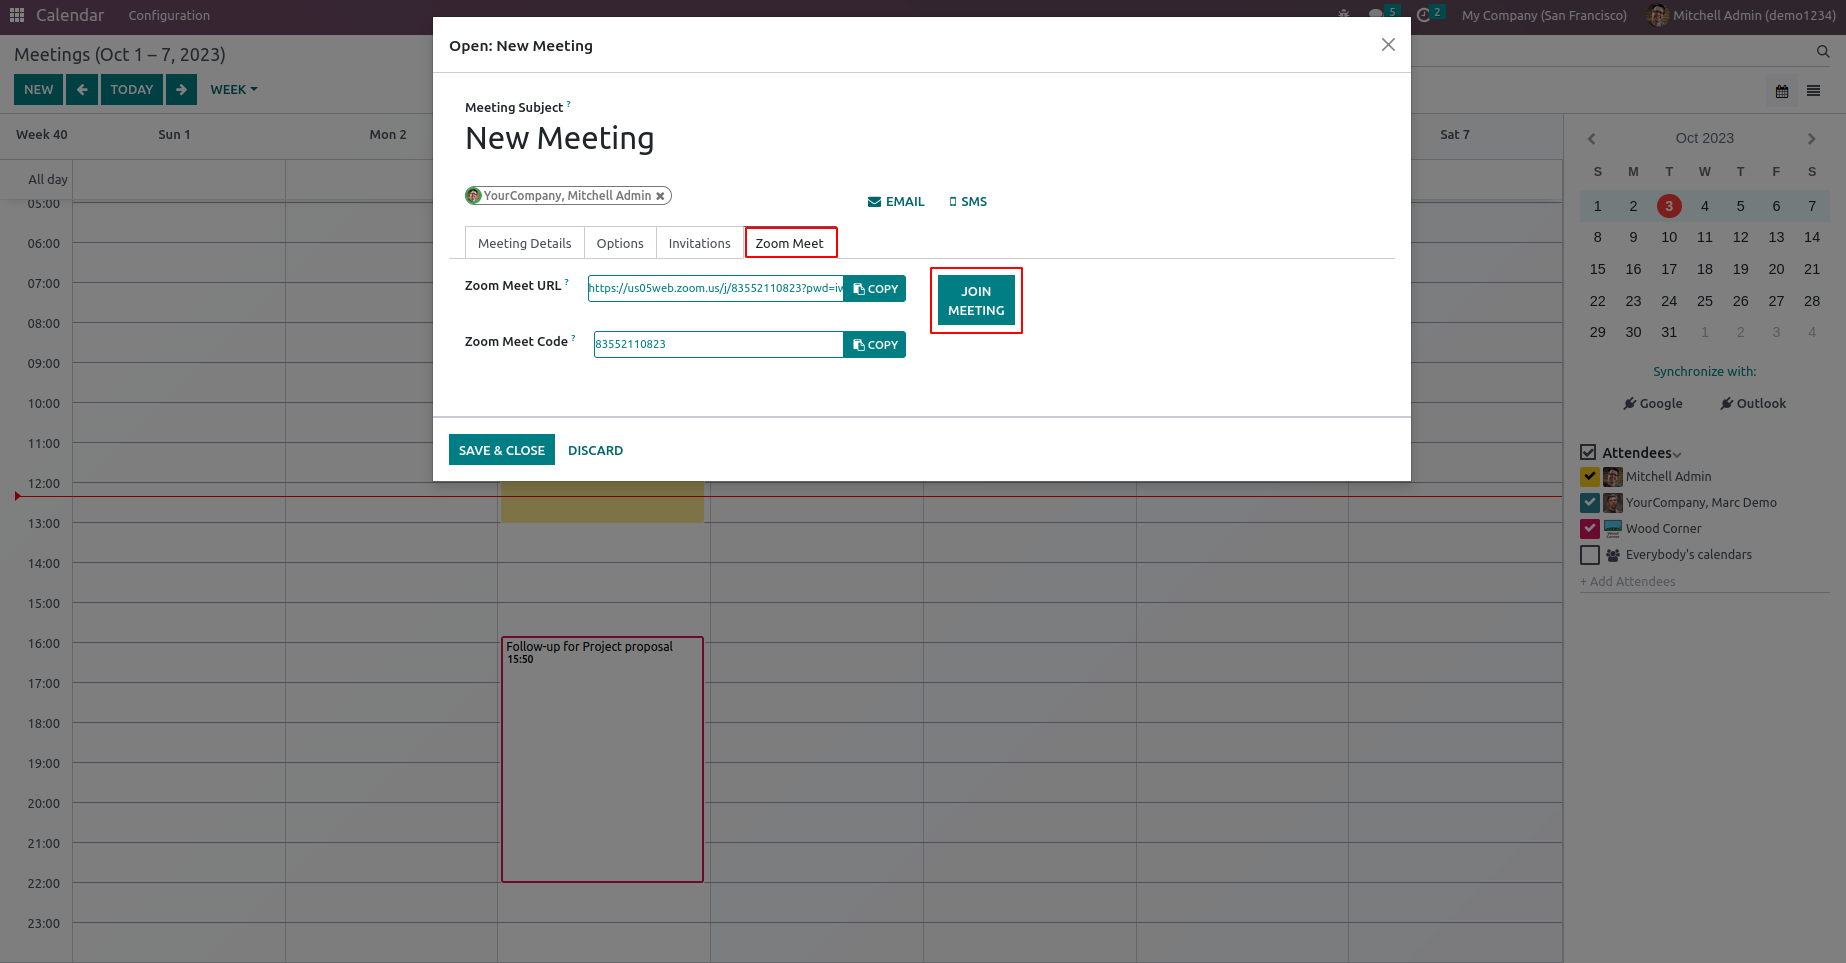 Calendar Configuration 5 2 My Company (San Francisco) Mitchell Admin (demo1234)
Meetings (Oct 1 – 7, 2023)
NEW TODAY WEEK
Week 40 Sun 1 Mon 2 Sat 7
All day
05:00
06:00
07:00
08:00
09:00
10:00
11:00
12:00
13:00
14:00
15:00
16:00
17:00
18:00
19:00
20:00
21:00
22:00
23:00
Follow-up for Project proposal
15:50
Open: New Meeting
Meeting Subject ?
New Meeting
YourCompany, Mitchell Admin
EMAIL SMS
Meeting Details Options Invitations Zoom Meet
Zoom Meet URL ? https://us05web.zoom.us/j/83552110823?pwd=iv COPY
JOIN
MEETING
Zoom Meet Code ? 83552110823 COPY
SAVE & CLOSE DISCARD
Oct 2023
S M T W T F S
1 2 3 4 5 6 7
8 9 10 11 12 13 14
15 16 17 18 19 20 21
22 23 24 25 26 27 28
29 30 31 1 2 3 4
Synchronize with:
Google Outlook
Attendees
Mitchell Admin
YourCompany, Marc Demo
Wood Corner
Everybody's calendars
+ Add Attendees